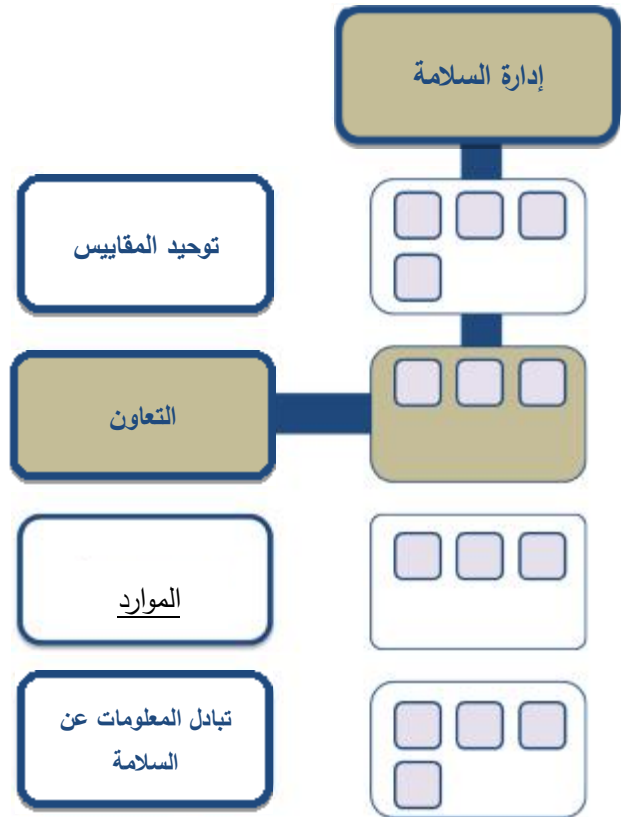 إدارة السلامة
توحيد المقاييس
التعاون
الموارد
تبادل المعلومات عن
السلامة